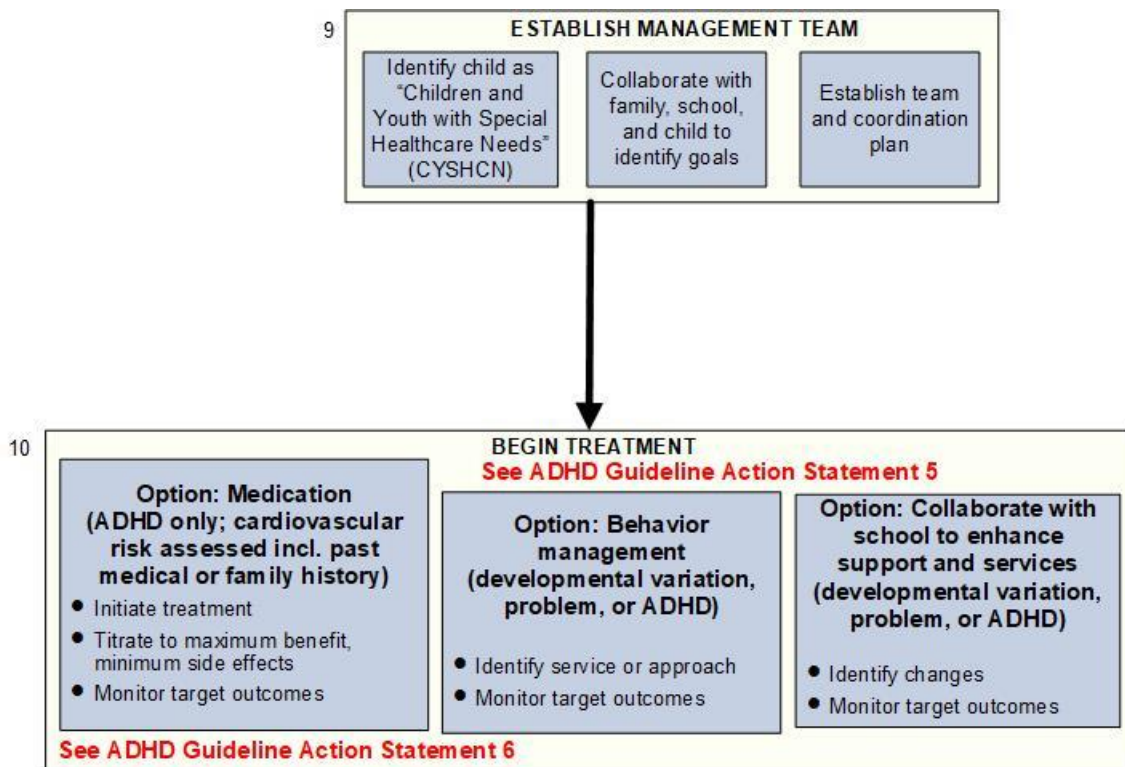 9
ESTABLISH MANAGEMENT TEAM
Identify child as
“Children and
Youth with Special
Healthcare Needs”
(CYSHCN)
Collaborate with
family, school,
and child to
identify goals
Establish team
and coordination
plan
10
BEGIN TREATMENT
See ADHD Guideline Action Statement 5
Option: Medication
(ADHD only; cardiovascular
risk assessed incl. past
medical or family history)
● Initiate treatment
● Titrate to maximum benefit,
minimum side effects
● Monitor target outcomes
Option: Behavior
management
(developmental variation,
problem, or ADHD)
● Identify service or approach
● Monitor target outcomes
Option: Collaborate with
school to enhance
support and services
(developmental variation,
problem, or ADHD)
● Identify changes
● Monitor target outcomes
See ADHD Guideline Action Statement 6